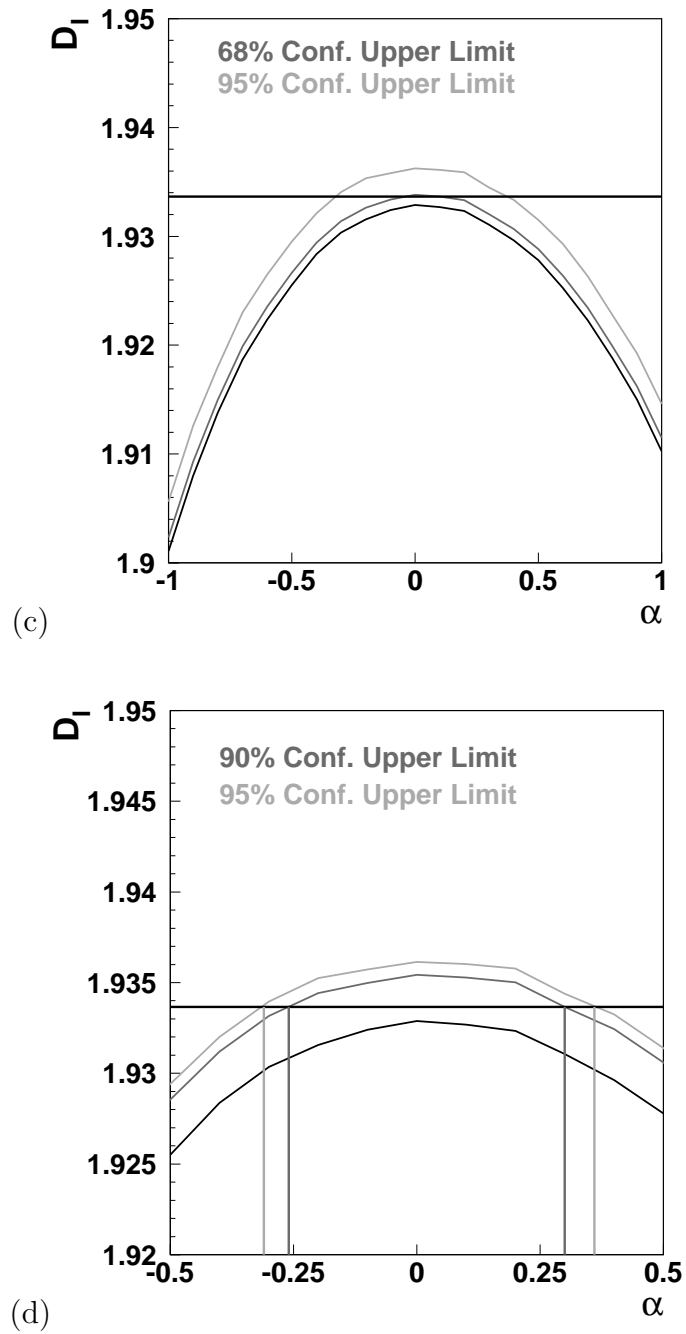 D_I
1.95
68% Conf. Upper Limit
95% Conf. Upper Limit
1.94
1.93
1.92
1.91
1.9
-1
-0.5
0
0.5
1
α
(c)
D_I
1.95
90% Conf. Upper Limit
95% Conf. Upper Limit
1.945
1.94
1.935
1.93
1.925
1.92
-0.5
-0.25
0
0.25
0.5
α
(d)